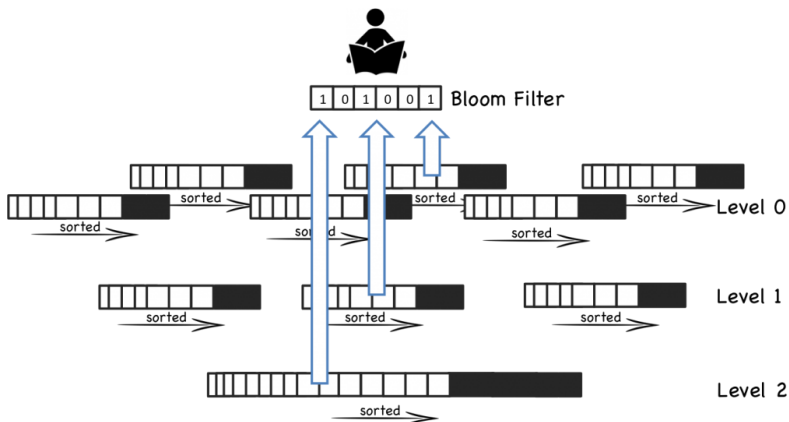 1 0 1 0 0 1 Bloom Filter
sorted sorted sorted
Level 0
sorted sorted sorted
Level 1
sorted sorted sorted
Level 2
sorted